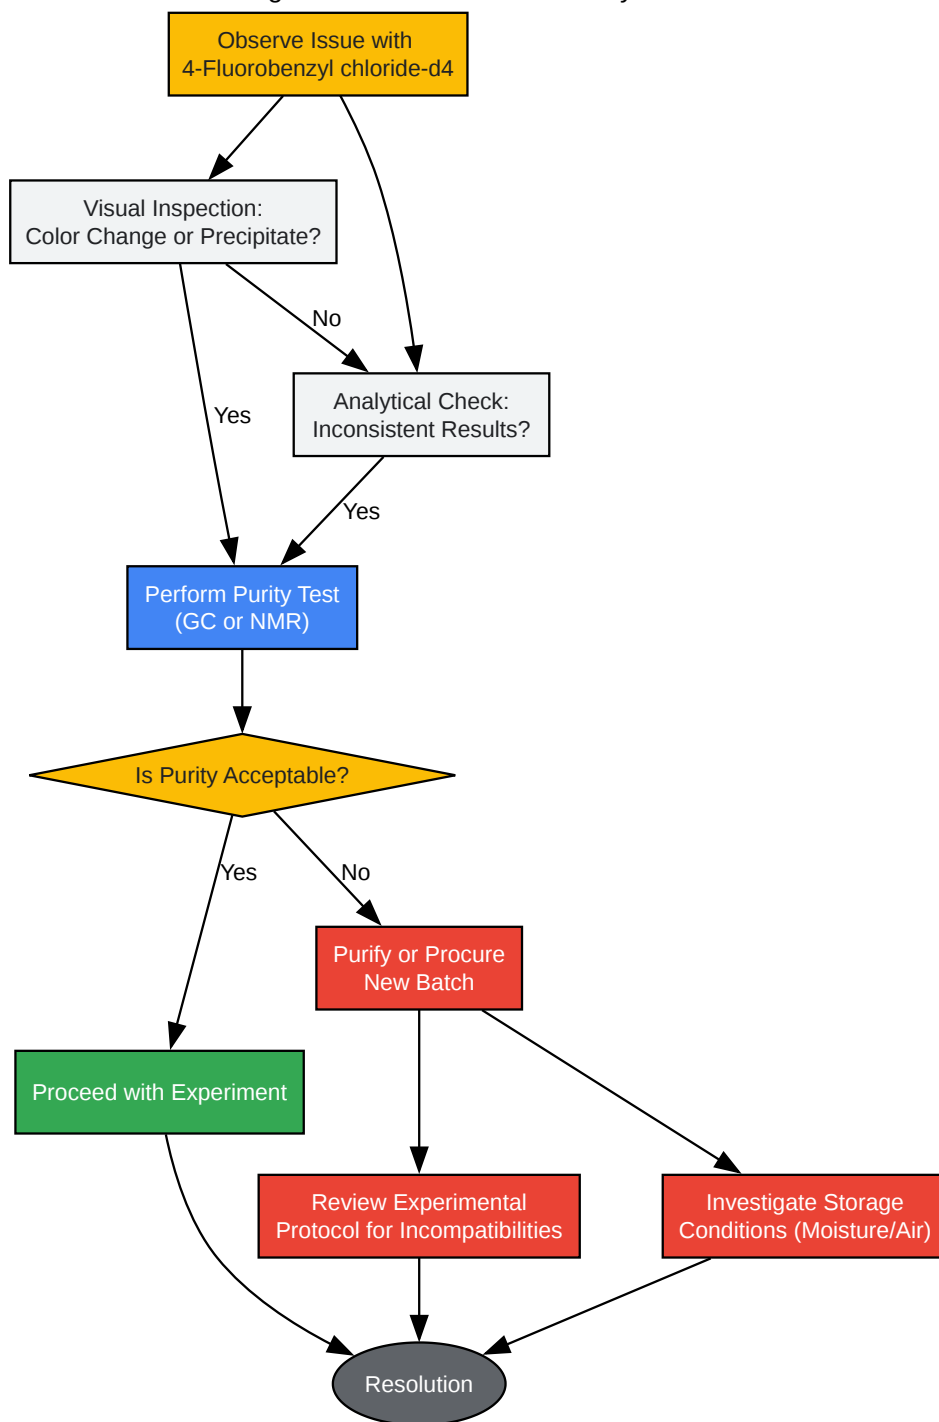 Observe Issue with
4-Fluorobenzyl chloride-d4
Visual Inspection:
Color Change or Precipitate?
No
Analytical Check:
Inconsistent Results?
Yes
Yes
Perform Purity Test
(GC or NMR)
Is Purity Acceptable?
Yes
No
Purify or Procure
New Batch
Proceed with Experiment
Review Experimental
Protocol for Incompatibilities
Investigate Storage
Conditions (Moisture/Air)
Resolution